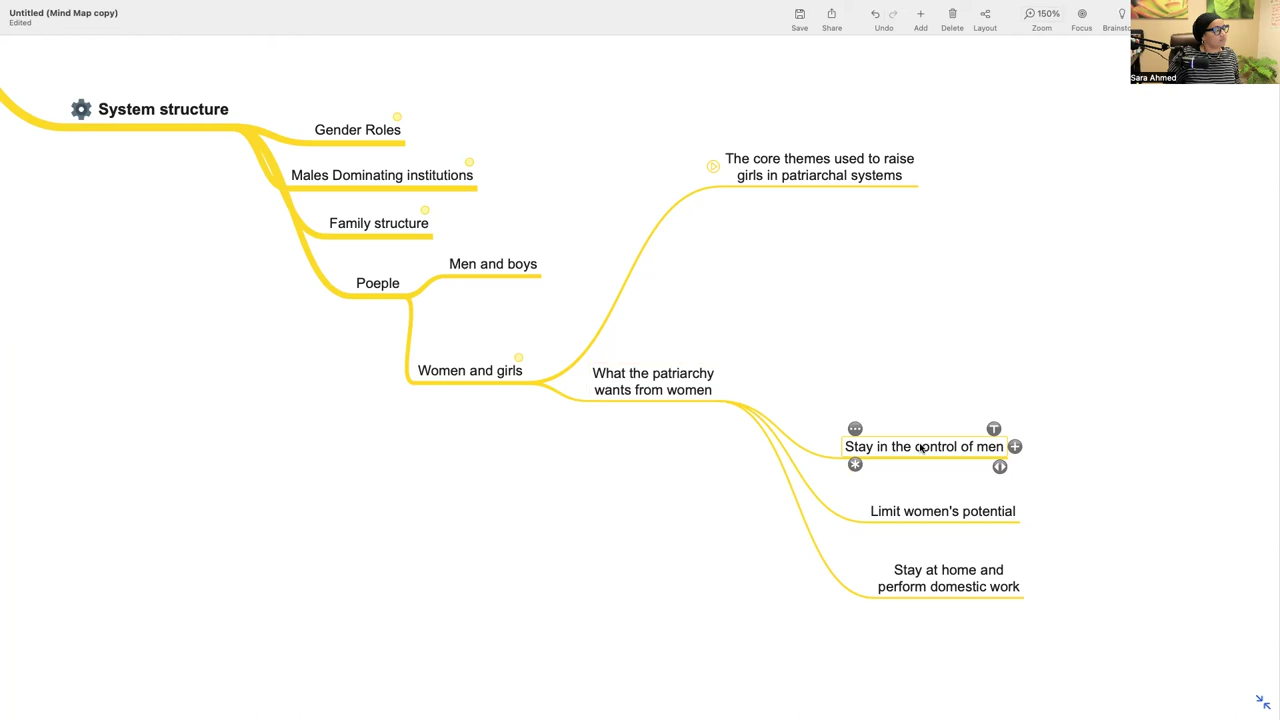 Untitled (Mind Map copy)
Edited
Save
Share
Undo
Add
Delete
Layout
150%
Zoom
Focus
Brainsto
Sara Ahmed
System structure
Gender Roles
Males Dominating institutions
Family structure
Poeple
Men and boys
Women and girls
The core themes used to raise
girls in patriarchal systems
What the patriarchy
wants from women
Stay in the control of men
Limit women's potential
Stay at home and
perform domestic work